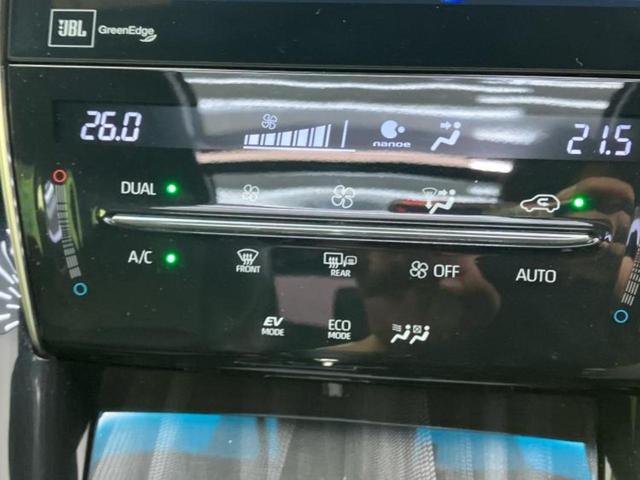 JBL GreenEdge
26.0 nanoe 21.5
DUAL
A/C FRONT REAR OFF AUTO
EV MODE ECO MODE